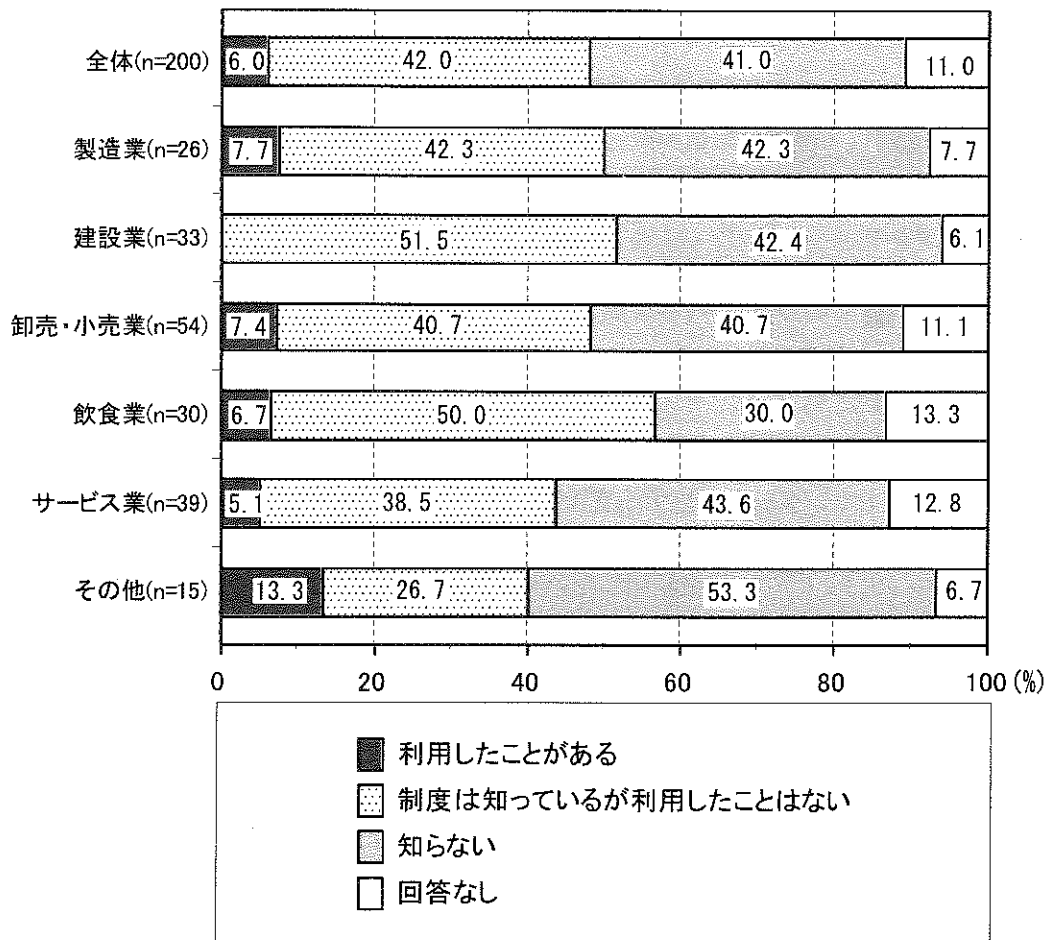 全体(n=200) 6.0 42.0 41.0 11.0
製造業(n=26) 7.7 42.3 42.3 7.7
建設業(n=33) 51.5 42.4 6.1
卸売・小売業(n=54) 7.4 40.7 40.7 11.1
飲食業(n=30) 6.7 50.0 30.0 13.3
サービス業(n=39) 5.1 38.5 43.6 12.8
その他(n=15) 13.3 26.7 53.3 6.7
0 20 40 60 80 100 (%)
利用したことがある
制度は知っているが利用したことはない
知らない
回答なし